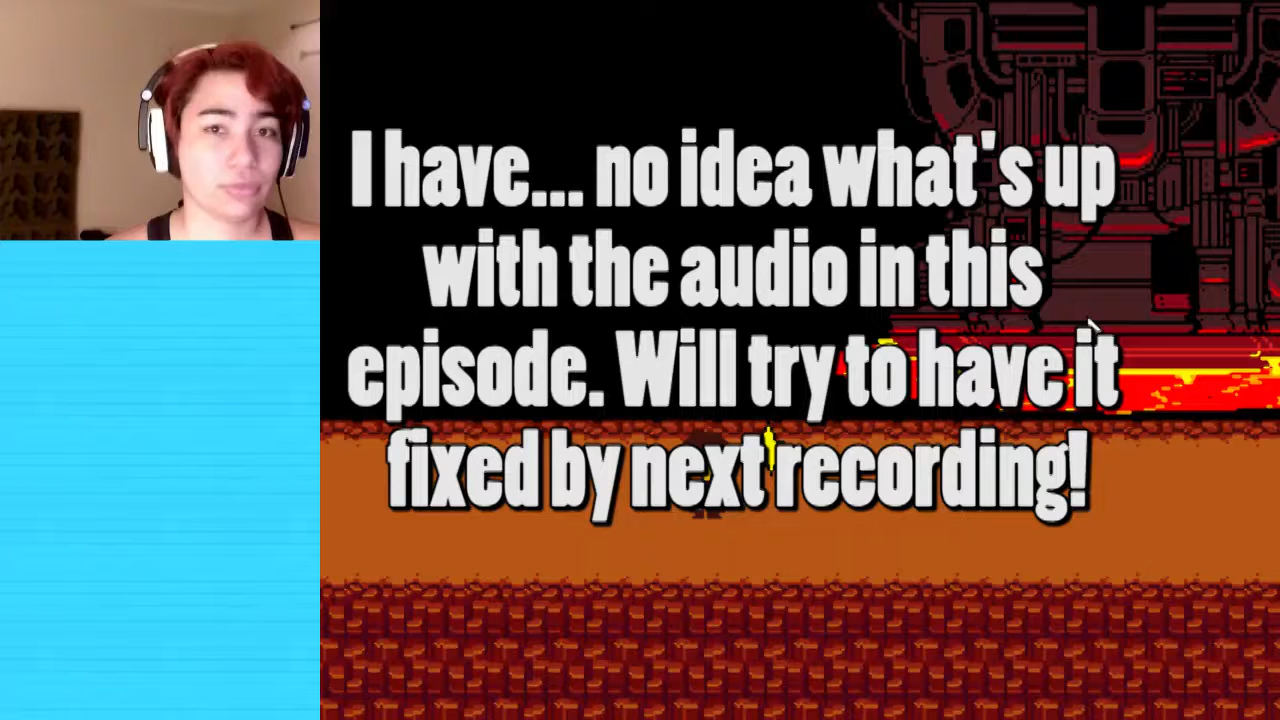 I have... no idea what's up
with the audio in this
episode. Will try to have it
fixed by next recording!